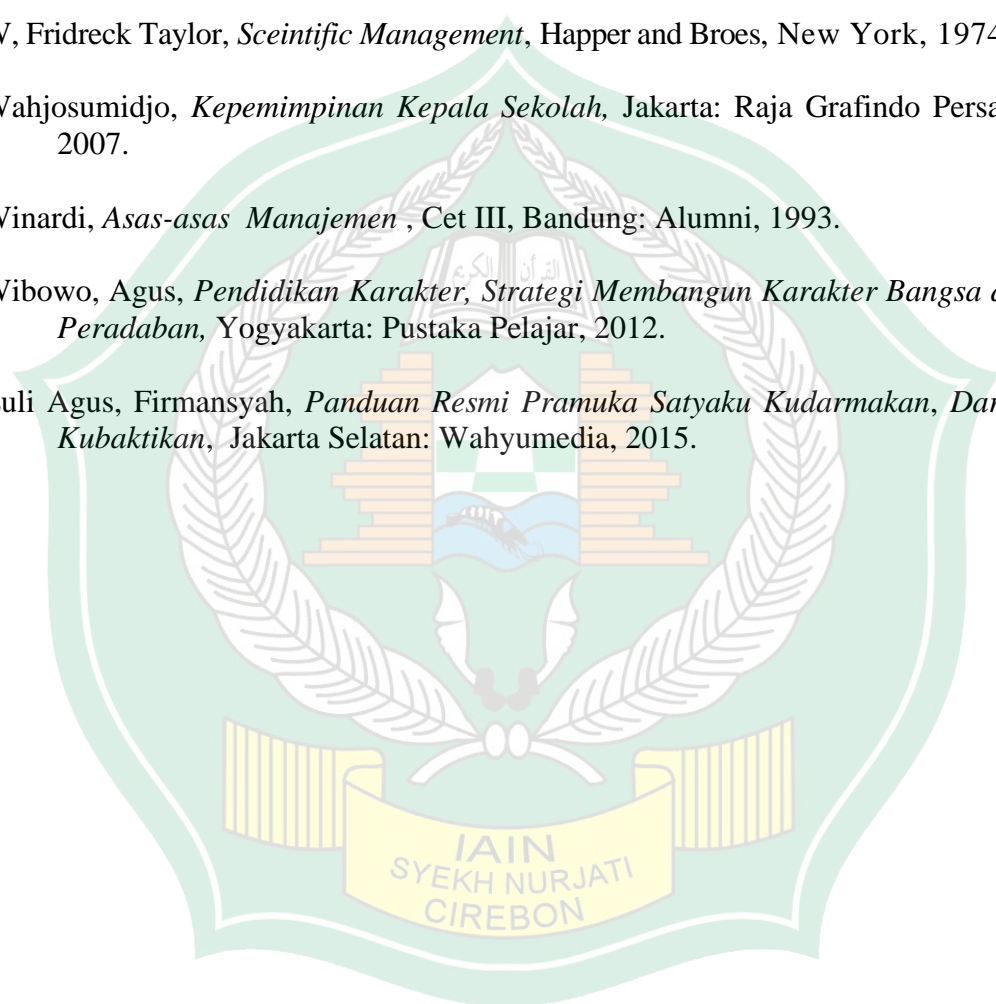 W, Fridreck Taylor, Sceintific Management, Happer and Broes, New York, 1974
Wahjosumidjo, Kepemimpinan Kepala Sekolah, Jakarta: Raja Grafindo Persa
2007.
Winardi, Asas-asas Manajemen , Cet III, Bandung: Alumni, 1993.
القرآن الكريم
Wibowo, Agus, Pendidikan Karakter, Strategi Membangun Karakter Bangsa
Peradaban, Yogyakarta: Pustaka Pelajar, 2012.
Zuli Agus, Firmansyah, Panduan Resmi Pramuka Satyaku Kudarmakan, Dar
Kubaktikan, Jakarta Selatan: Wahyumedia, 2015.
IAIN
SYEKH NURJATI
CIREBON